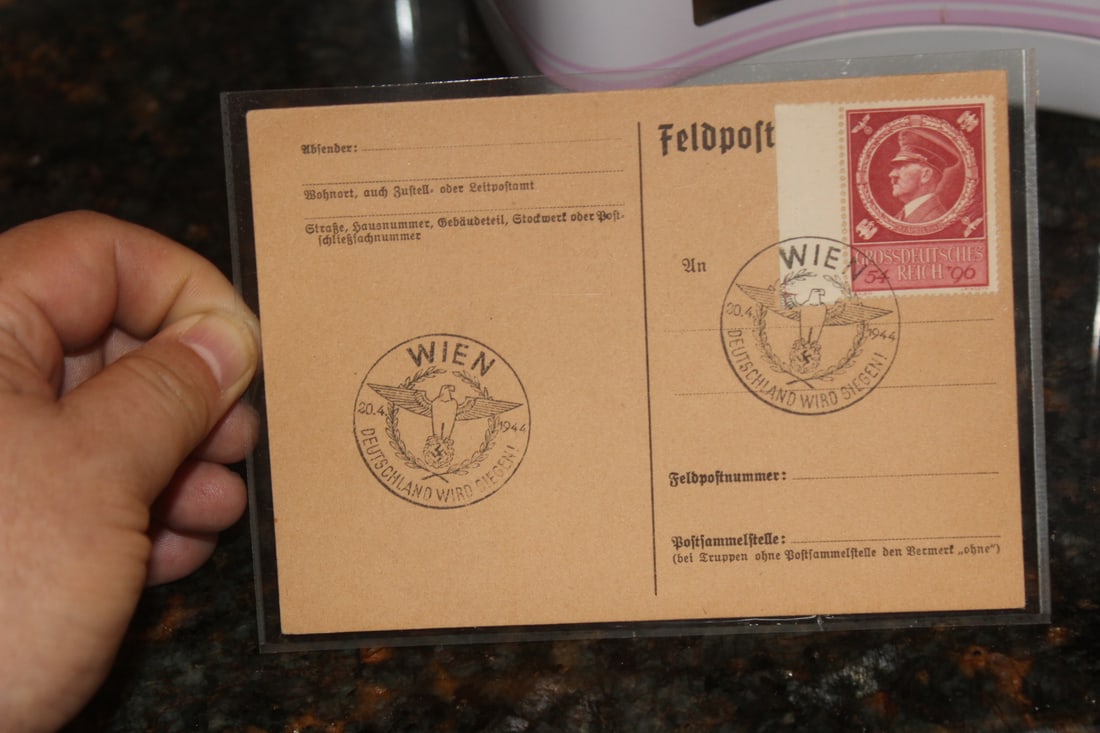 Absender:
Wohnort, auch Zustell- oder Leitpostamt
Straße, Hausnummer, Gebäudeteil, Stockwerk oder Post-
schließfachnummer
WIEN
20.4. 1944
DEUTSCHLAND WIRD SIEGEN!
Feldpost
GROSSDEUTSCHES
54 REICH 96
An
WIEN
20.4. 1944
DEUTSCHLAND WIRD SIEGEN!
Feldpostnummer:
Postsammelstelle:
(bei Truppen ohne Postsammelstelle den Vermerk „ohne“)